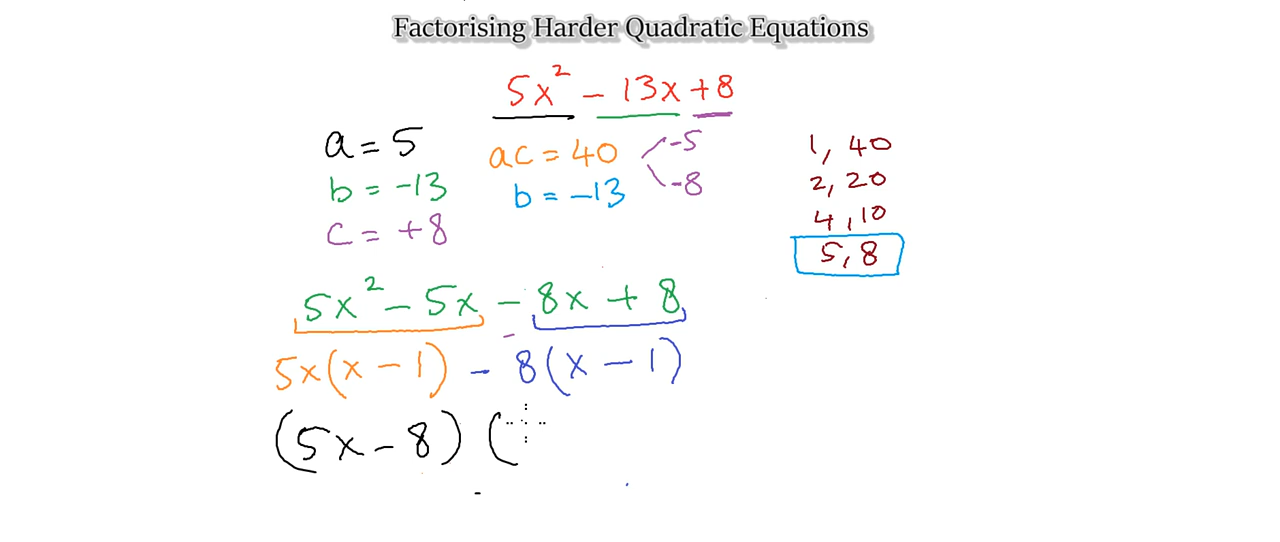 Factorising Harder Quadratic Equations
5x² - 13x + 8
a = 5
b = -13
c = +8
ac = 40 -5
-8
b = -13
1, 40
2, 20
4, 10
5, 8
5x² - 5x - 8x + 8
5x(x - 1) - 8(x - 1)
(5x - 8) (